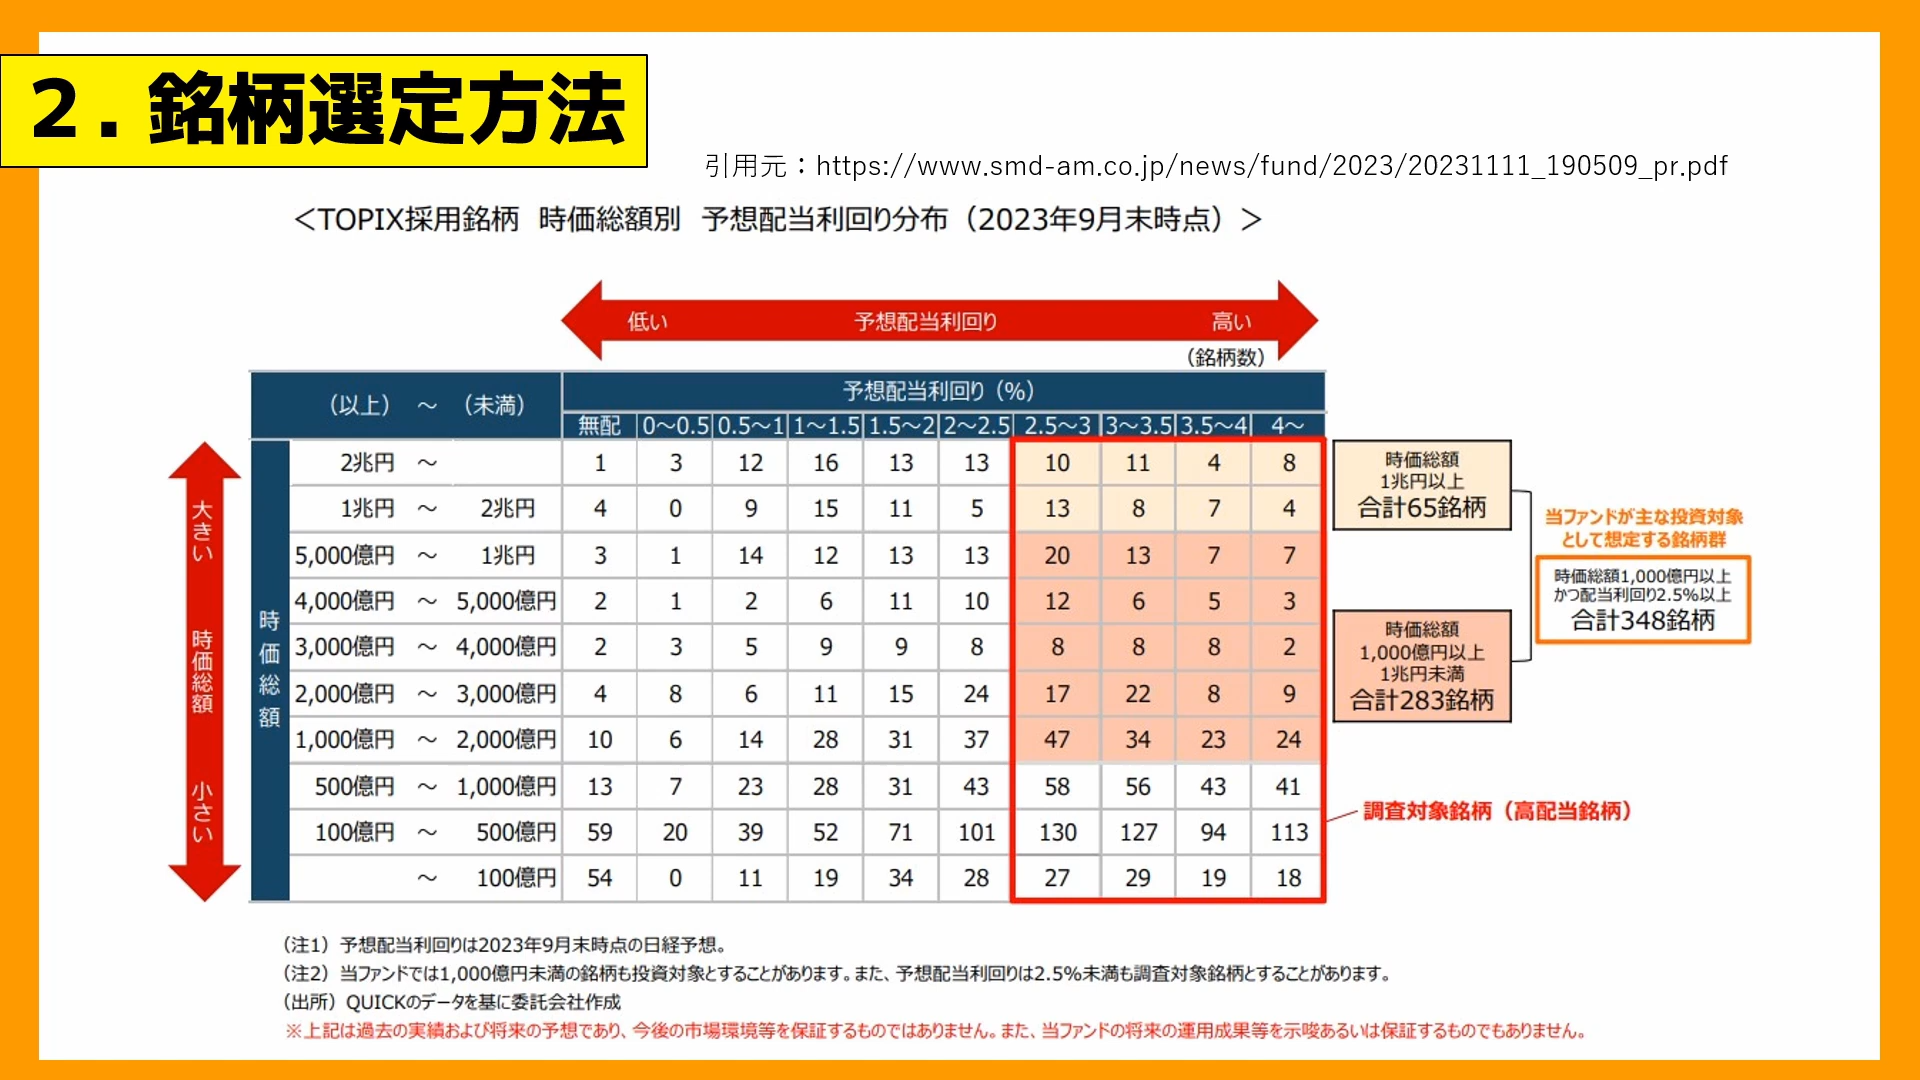 2. 銘柄選定方法
引用元：https://www.smd-am.co.jp/news/fund/2023/20231111_190509_pr.pdf
＜TOPIX採用銘柄　時価総額別　予想配当利回り分布（2023年9月末時点）＞
低い　予想配当利回り　高い
（銘柄数）
（以上）　～　（未満）　予想配当利回り（%）
無配　0～0.5　0.5～1　1～1.5　1.5～2　2～2.5　2.5～3　3～3.5　3.5～4　4～
大きい
時価総額
小さい
時価総額
2兆円　～　1　3　12　16　13　13　10　11　4　8
1兆円　～　2兆円　4　0　9　15　11　5　13　8　7　4
5,000億円　～　1兆円　3　1　14　12　13　13　20　13　7　7
4,000億円　～　5,000億円　2　1　2　6　11　10　12　6　5　3
3,000億円　～　4,000億円　2　3　5　9　9　8　8　8　8　2
2,000億円　～　3,000億円　4　8　6　11　15　24　17　22　8　9
1,000億円　～　2,000億円　10　6　14　28　31　37　47　34　23　24
500億円　～　1,000億円　13　7　23　28　31　43　58　56　43　41
100億円　～　500億円　59　20　39　52　71　101　130　127　94　113
～　100億円　54　0　11　19　34　28　27　29　19　18
時価総額
1兆円以上
合計65銘柄
時価総額
1,000億円以上
1兆円未満
合計283銘柄
当ファンドが主な投資対象
として想定する銘柄群
時価総額1,000億円以上
かつ配当利回り2.5%以上
合計348銘柄
調査対象銘柄（高配当銘柄）
（注1）予想配当利回りは2023年9月末時点の日経予想。
（注2）当ファンドでは1,000億円未満の銘柄も投資対象とすることがあります。また、予想配当利回りは2.5%未満も調査対象銘柄とすることがあります。
（出所）QUICKのデータを基に委託会社作成
※上記は過去の実績および将来の予想であり、今後の市場環境等を保証するものではありません。また、当ファンドの将来の運用成果等を示唆あるいは保証するものでもありません。